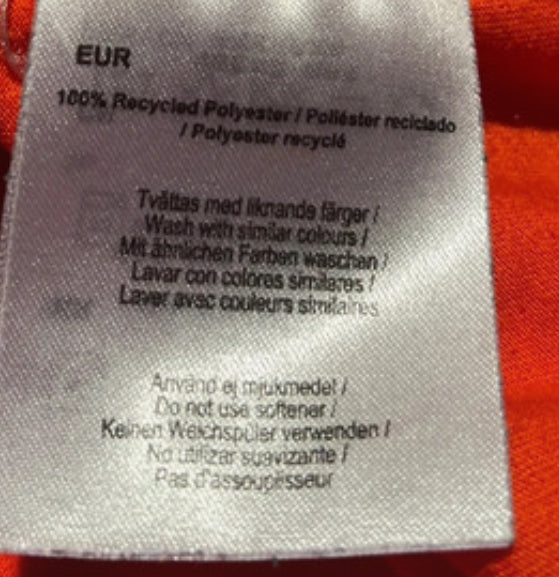 EUR
100% Recycled Polyester / Poliéster reciclado
/ Polyester recyclé
Tvättas med liknande färger /
Wash with similar colours /
Mit ähnlichen Farben waschen /
Lavar con colores similares /
Laver avec couleurs similaires
Använd ej mjukmedel /
Do not use softener /
Keinen Weichspüler verwenden /
No utilizar suavizante /
Pas d'assouplisseur